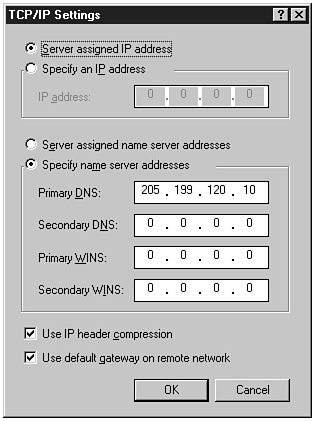 TCP/IP Settings
Server assigned IP address
Specify an IP address
IP address: 0 . 0 . 0 . 0
Server assigned name server addresses
Specify name server addresses
Primary DNS: 205 . 199 . 120 . 10
Secondary DNS: 0 . 0 . 0 . 0
Primary WINS: 0 . 0 . 0 . 0
Secondary WINS: 0 . 0 . 0 . 0
Use IP header compression
Use default gateway on remote network
OK Cancel